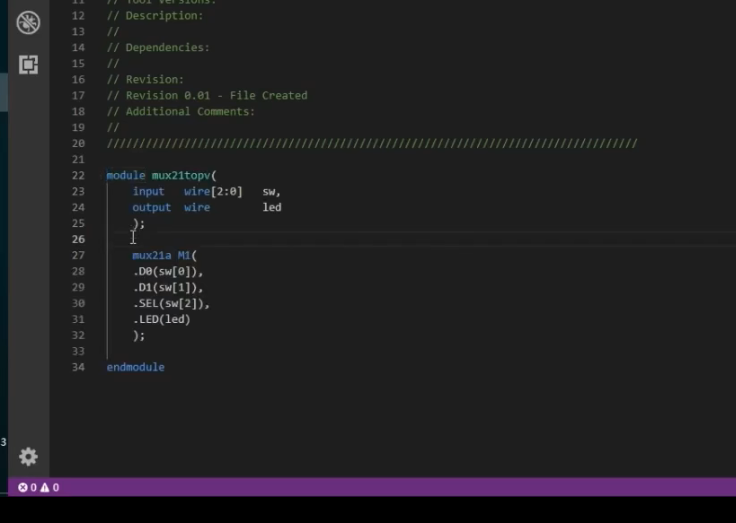 11 // Tool Versions:
12 // Description:
13 //
14 // Dependencies:
15 //
16 // Revision:
17 // Revision 0.01 - File Created
18 // Additional Comments:
19 //
20 //////////////////////////////////////////////////////////////////////////////////
21
22 module mux21topv(
23 input wire[2:0] sw,
24 output wire led
25 );
26
27 mux21a M1(
28 .D0(sw[0]),
29 .D1(sw[1]),
30 .SEL(sw[2]),
31 .LED(led)
32 );
33
34 endmodule
3
0 0